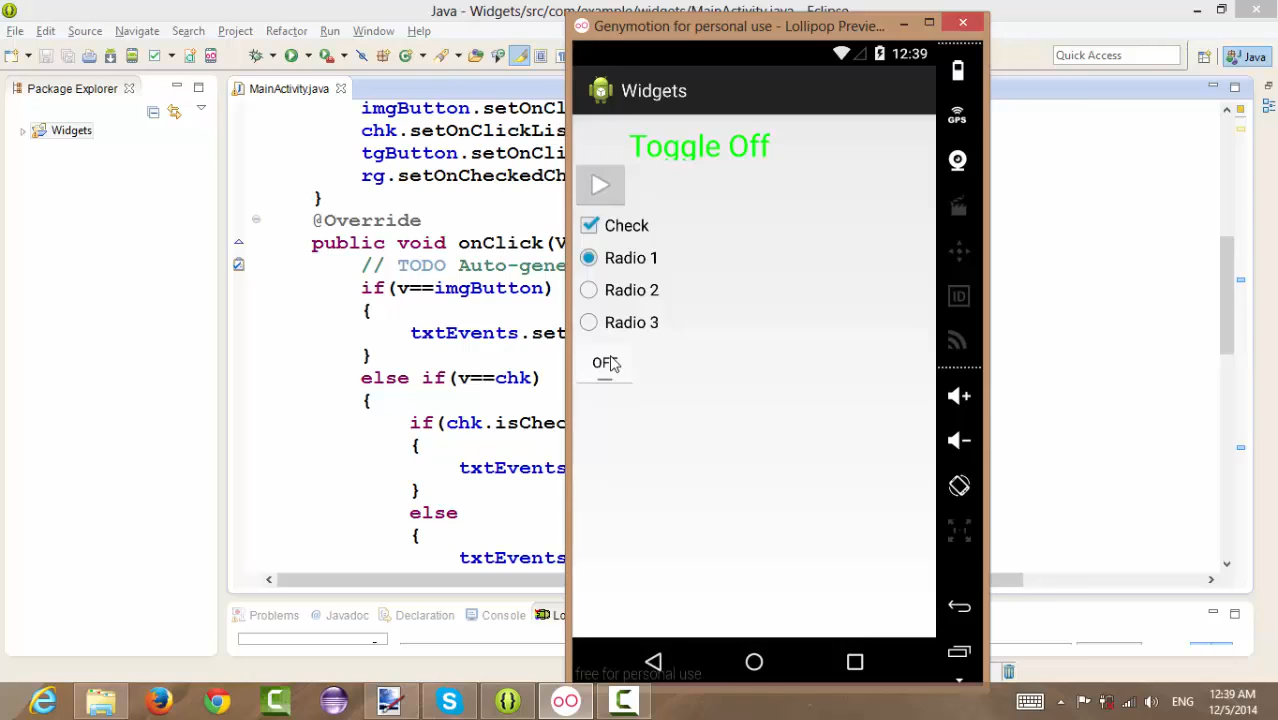 Java - Widgets/src/com/example/widgets/MainActivity.java - Eclipse
File Edit Source Refactor Navigate Search Project Run Window Help
Quick Access
Java
Package Explorer
Widgets
MainActivity.java
imgButton.setOnCl
chk.setOnClickLis
tgButton.setOnCli
rg.setOnCheckedCh
}
@Override
public void onClick(V
// TODO Auto-gene
if(v==imgButton)
{
txtEvents.set
}
else if(v==chk)
{
if(chk.isChec
{
txtEvents
}
else
{
txtEvents
Problems @ Javadoc Declaration Console Lo
Genymotion for personal use - Lollipop Previe...
12:39
Widgets
Toggle Off
Check
Radio 1
Radio 2
Radio 3
GPS
ID
free for personal use
ENG
12:39 AM
12/5/2014